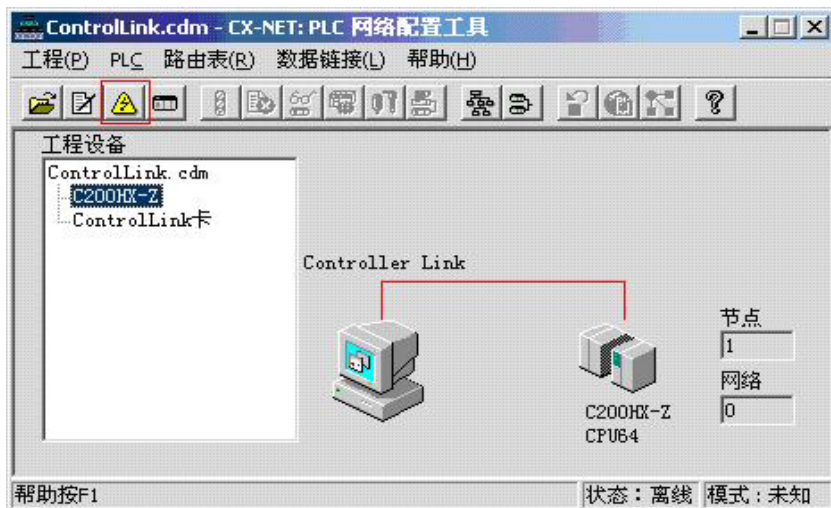 ControlLink.cdm - CX-NET: PLC 网络配置工具
工程(P) PLC 路由表(R) 数据链接(L) 帮助(H)
工程设备
ControlLink.cdm
C200HX-Z
ControlLink卡
Controller Link
节点
1
网络
0
C200HX-Z
CPU64
帮助按F1
状态：离线
模式：未知